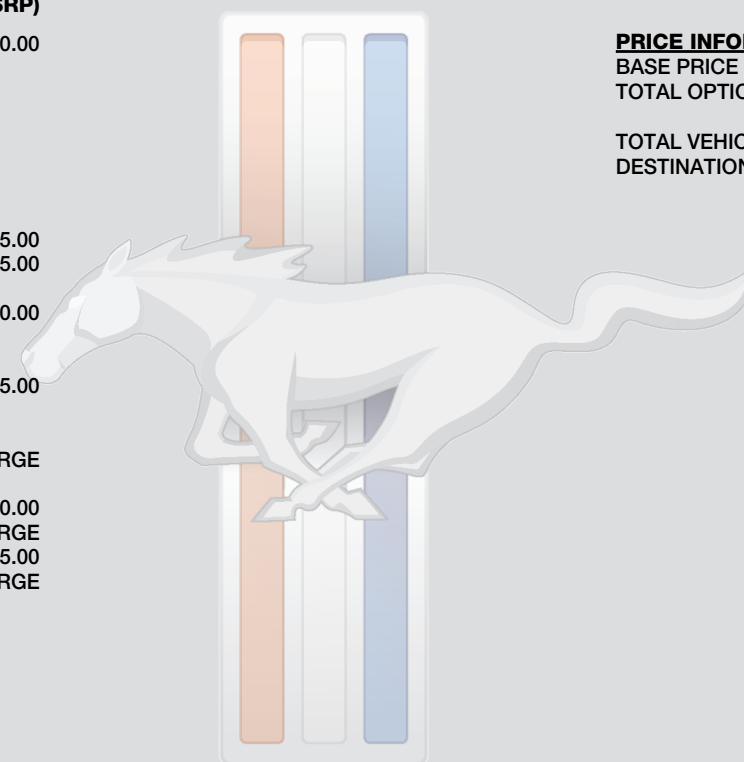 SRP)
0.00
5.00
5.00
0.00
5.00
RGE
0.00
RGE
5.00
RGE
PRICE INFO
BASE PRICE
TOTAL OPTIO
TOTAL VEHIC
DESTINATION